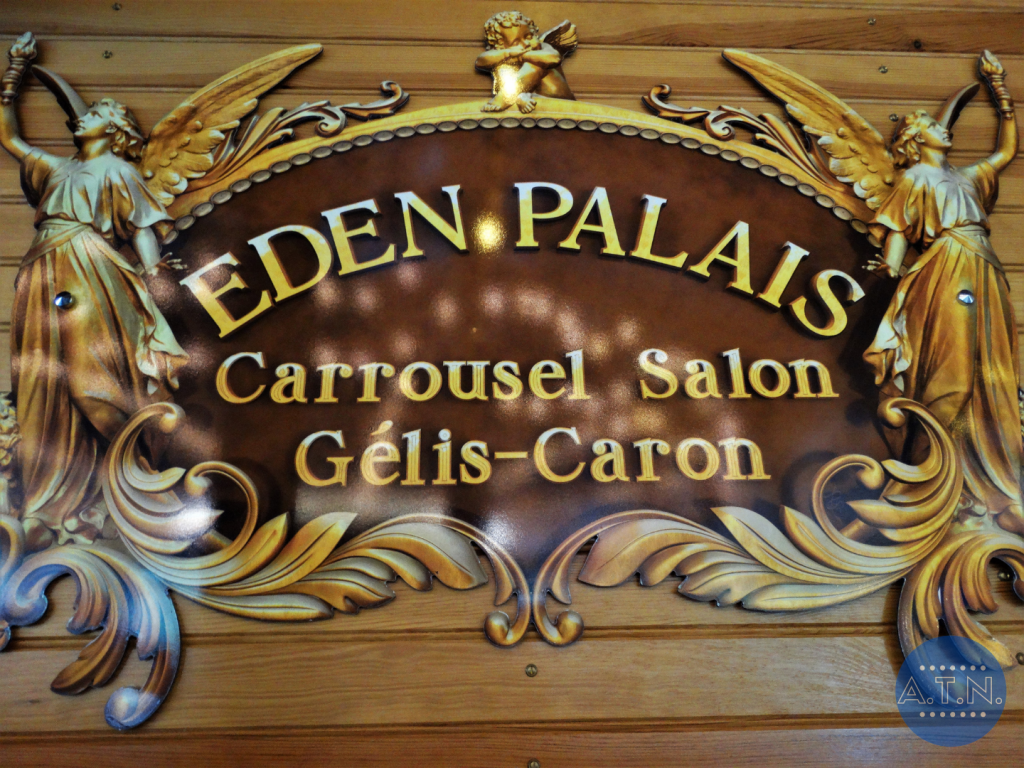 EDEN PALAIS
Carrousel Salon
Gélis-Caron
A.T.N.